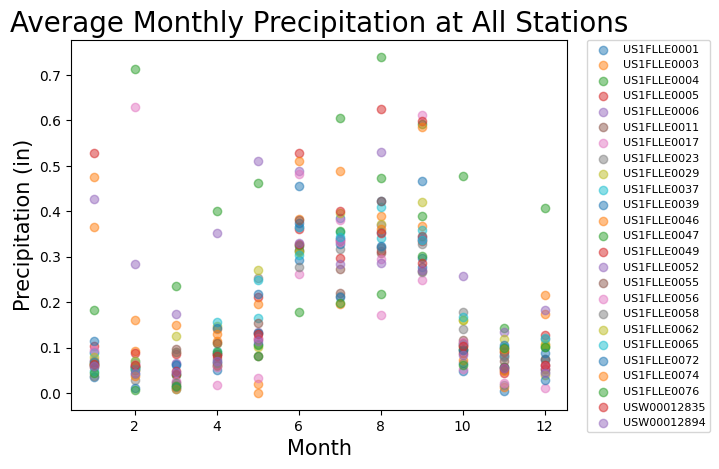 Average Monthly Precipitation at All Stations
Precipitation (in)
0.7
0.6
0.5
0.4
0.3
0.2
0.1
0.0
2
4
6
8
10
12
Month
US1FLLE0001
US1FLLE0003
US1FLLE0004
US1FLLE0005
US1FLLE0006
US1FLLE0011
US1FLLE0017
US1FLLE0023
US1FLLE0029
US1FLLE0037
US1FLLE0039
US1FLLE0046
US1FLLE0047
US1FLLE0049
US1FLLE0052
US1FLLE0055
US1FLLE0056
US1FLLE0058
US1FLLE0062
US1FLLE0065
US1FLLE0072
US1FLLE0074
US1FLLE0076
USW00012835
USW00012894